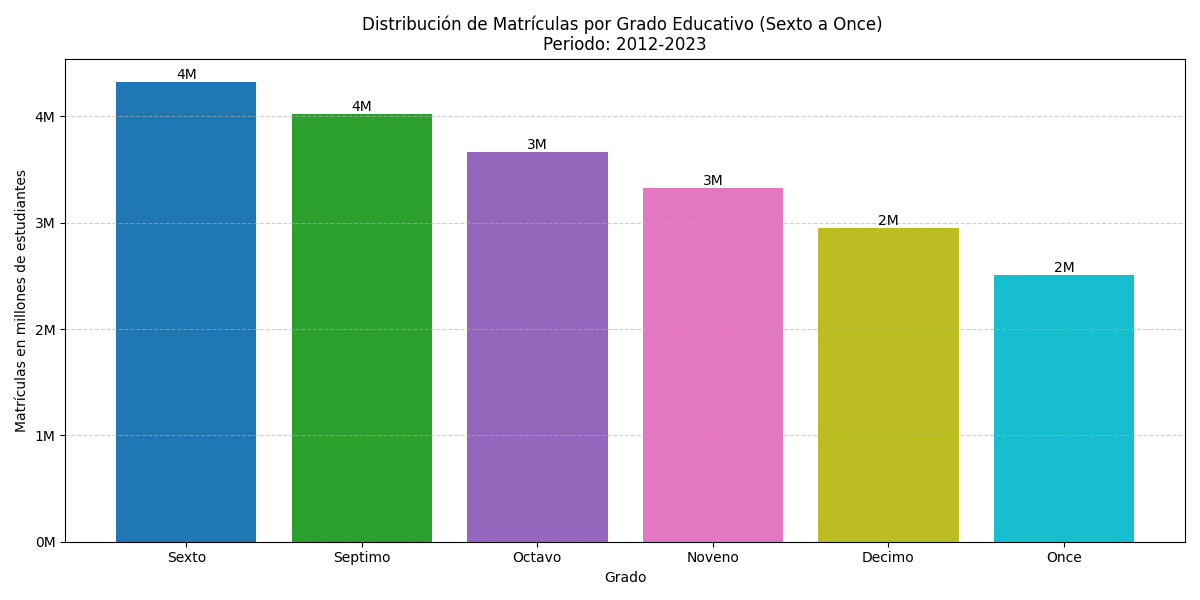 Distribución de Matrículas por Grado Educativo (Sexto a Once)
Periodo: 2012-2023
Matrículas en millones de estudiantes
4M
3M
2M
1M
0M
4M
4M
3M
3M
2M
2M
Sexto
Septimo
Octavo
Noveno
Decimo
Once
Grado